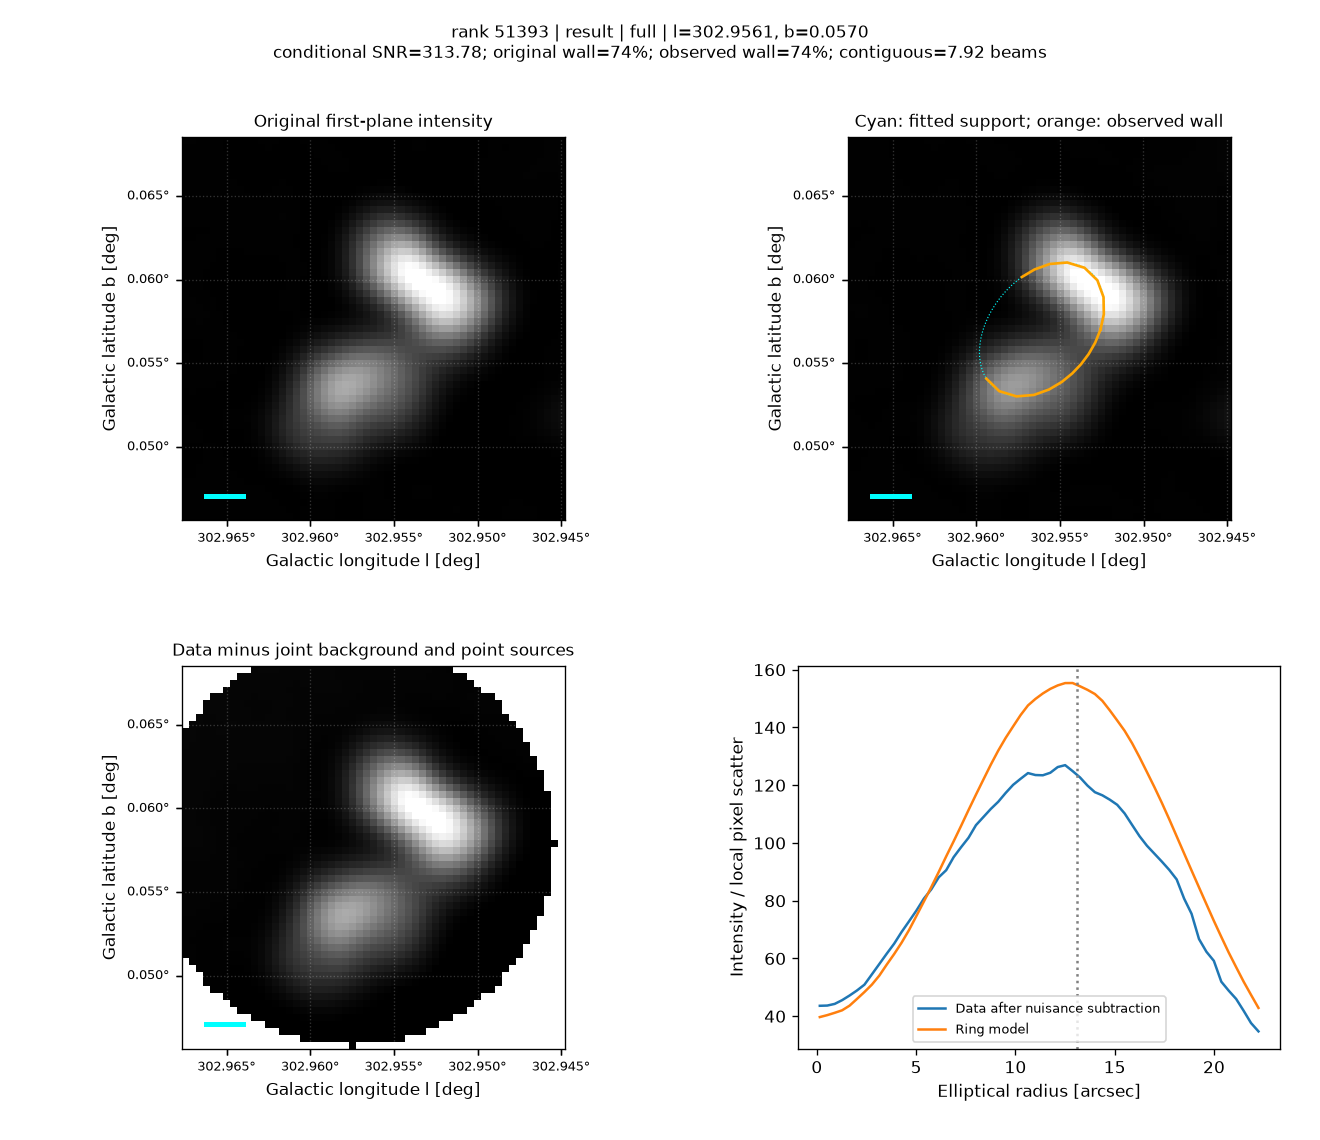 rank 51393 | result | full | l=302.9561, b=0.0570
conditional SNR=313.78; original wall=74%; observed wall=74%; contiguous=7.92 beams
Original first-plane intensity
0.065°
0.060°
0.055°
0.050°
Galactic latitude b [deg]
302.965° 302.960° 302.955° 302.950° 302.945°
Galactic longitude l [deg]
Cyan: fitted support; orange: observed wall
0.065°
0.060°
0.055°
0.050°
Galactic latitude b [deg]
302.965° 302.960° 302.955° 302.950° 302.945°
Galactic longitude l [deg]
Data minus joint background and point sources
0.065°
0.060°
0.055°
0.050°
Galactic latitude b [deg]
302.965° 302.960° 302.955° 302.950° 302.945°
Galactic longitude l [deg]
160
140
120
100
80
60
40
Intensity / local pixel scatter
Data after nuisance subtraction
Ring model
0 5 10 15 20
Elliptical radius [arcsec]